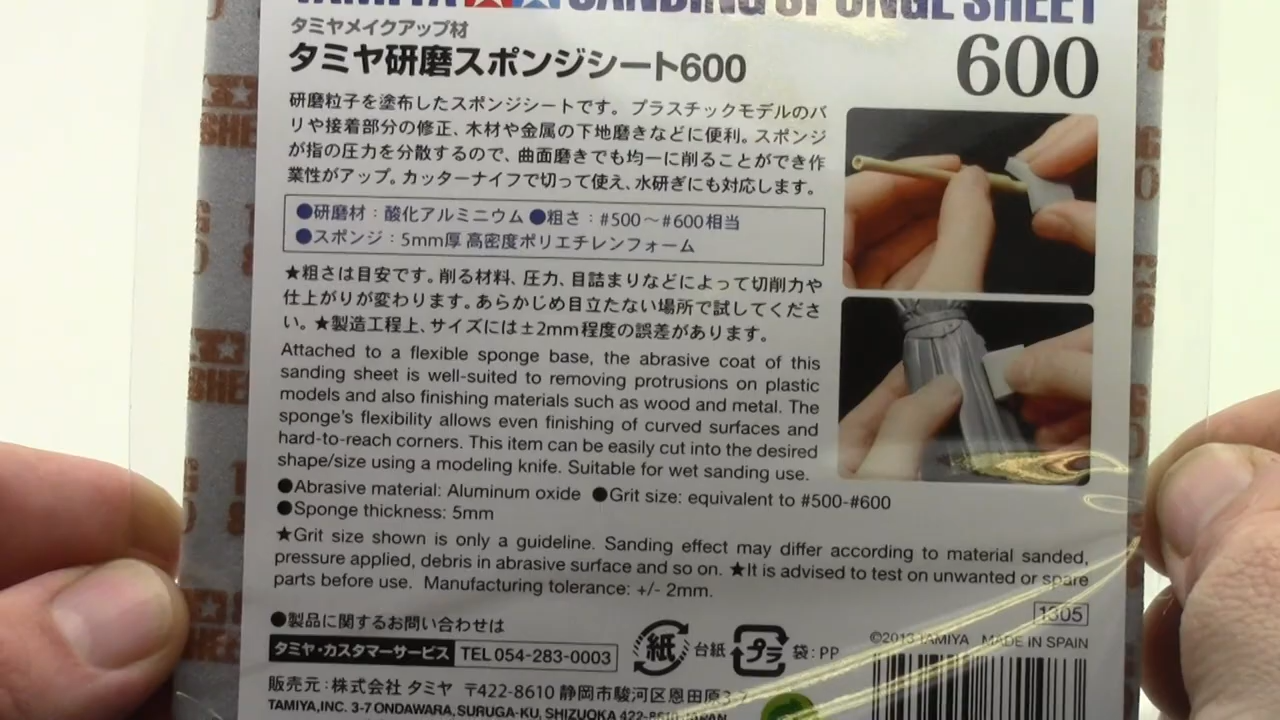 TAMIYA SANDING SPONGE SHEET
タミヤメイクアップ材
タミヤ研磨スポンジシート600
600
研磨粒子を塗布したスポンジシートです。プラスチックモデルのバ
リや接着部分の修正、木材や金属の下地磨きなどに便利。スポンジ
が指の圧力を分散するので、曲面磨きでも均一に削ることができ作
業性がアップ。カッターナイフで切って使え、水研ぎにも対応します。
●研磨材：酸化アルミニウム ●粗さ：#500～#600相当
●スポンジ：5mm厚 高密度ポリエチレンフォーム
★粗さは目安です。削る材料、圧力、目詰まりなどによって切削力や
仕上がりが変わります。あらかじめ目立たない場所で試してくださ
い。★製造工程上、サイズには±2mm程度の誤差があります。
Attached to a flexible sponge base, the abrasive coat of this
sanding sheet is well-suited to removing protrusions on plastic
models and also finishing materials such as wood and metal. The
sponge's flexibility allows even finishing of curved surfaces and
hard-to-reach corners. This item can be easily cut into the desired
shape/size using a modeling knife. Suitable for wet sanding use.
●Abrasive material: Aluminum oxide ●Grit size: equivalent to #500-#600
●Sponge thickness: 5mm
★Grit size shown is only a guideline. Sanding effect may differ according to material sanded,
pressure applied, debris in abrasive surface and so on. ★It is advised to test on unwanted or spare
parts before use. Manufacturing tolerance: +/- 2mm.
1305
●製品に関するお問い合わせは
タミヤ・カスタマーサービス TEL 054-283-0003
紙 台紙 プラ 袋：PP
©2013 TAMIYA MADE IN SPAIN
販売元：株式会社 タミヤ 〒422-8610 静岡市駿河区恩田原3-7
TAMIYA,INC. 3-7 ONDAWARA, SURUGA-KU, SHIZUOKA 422-8610, JAPAN